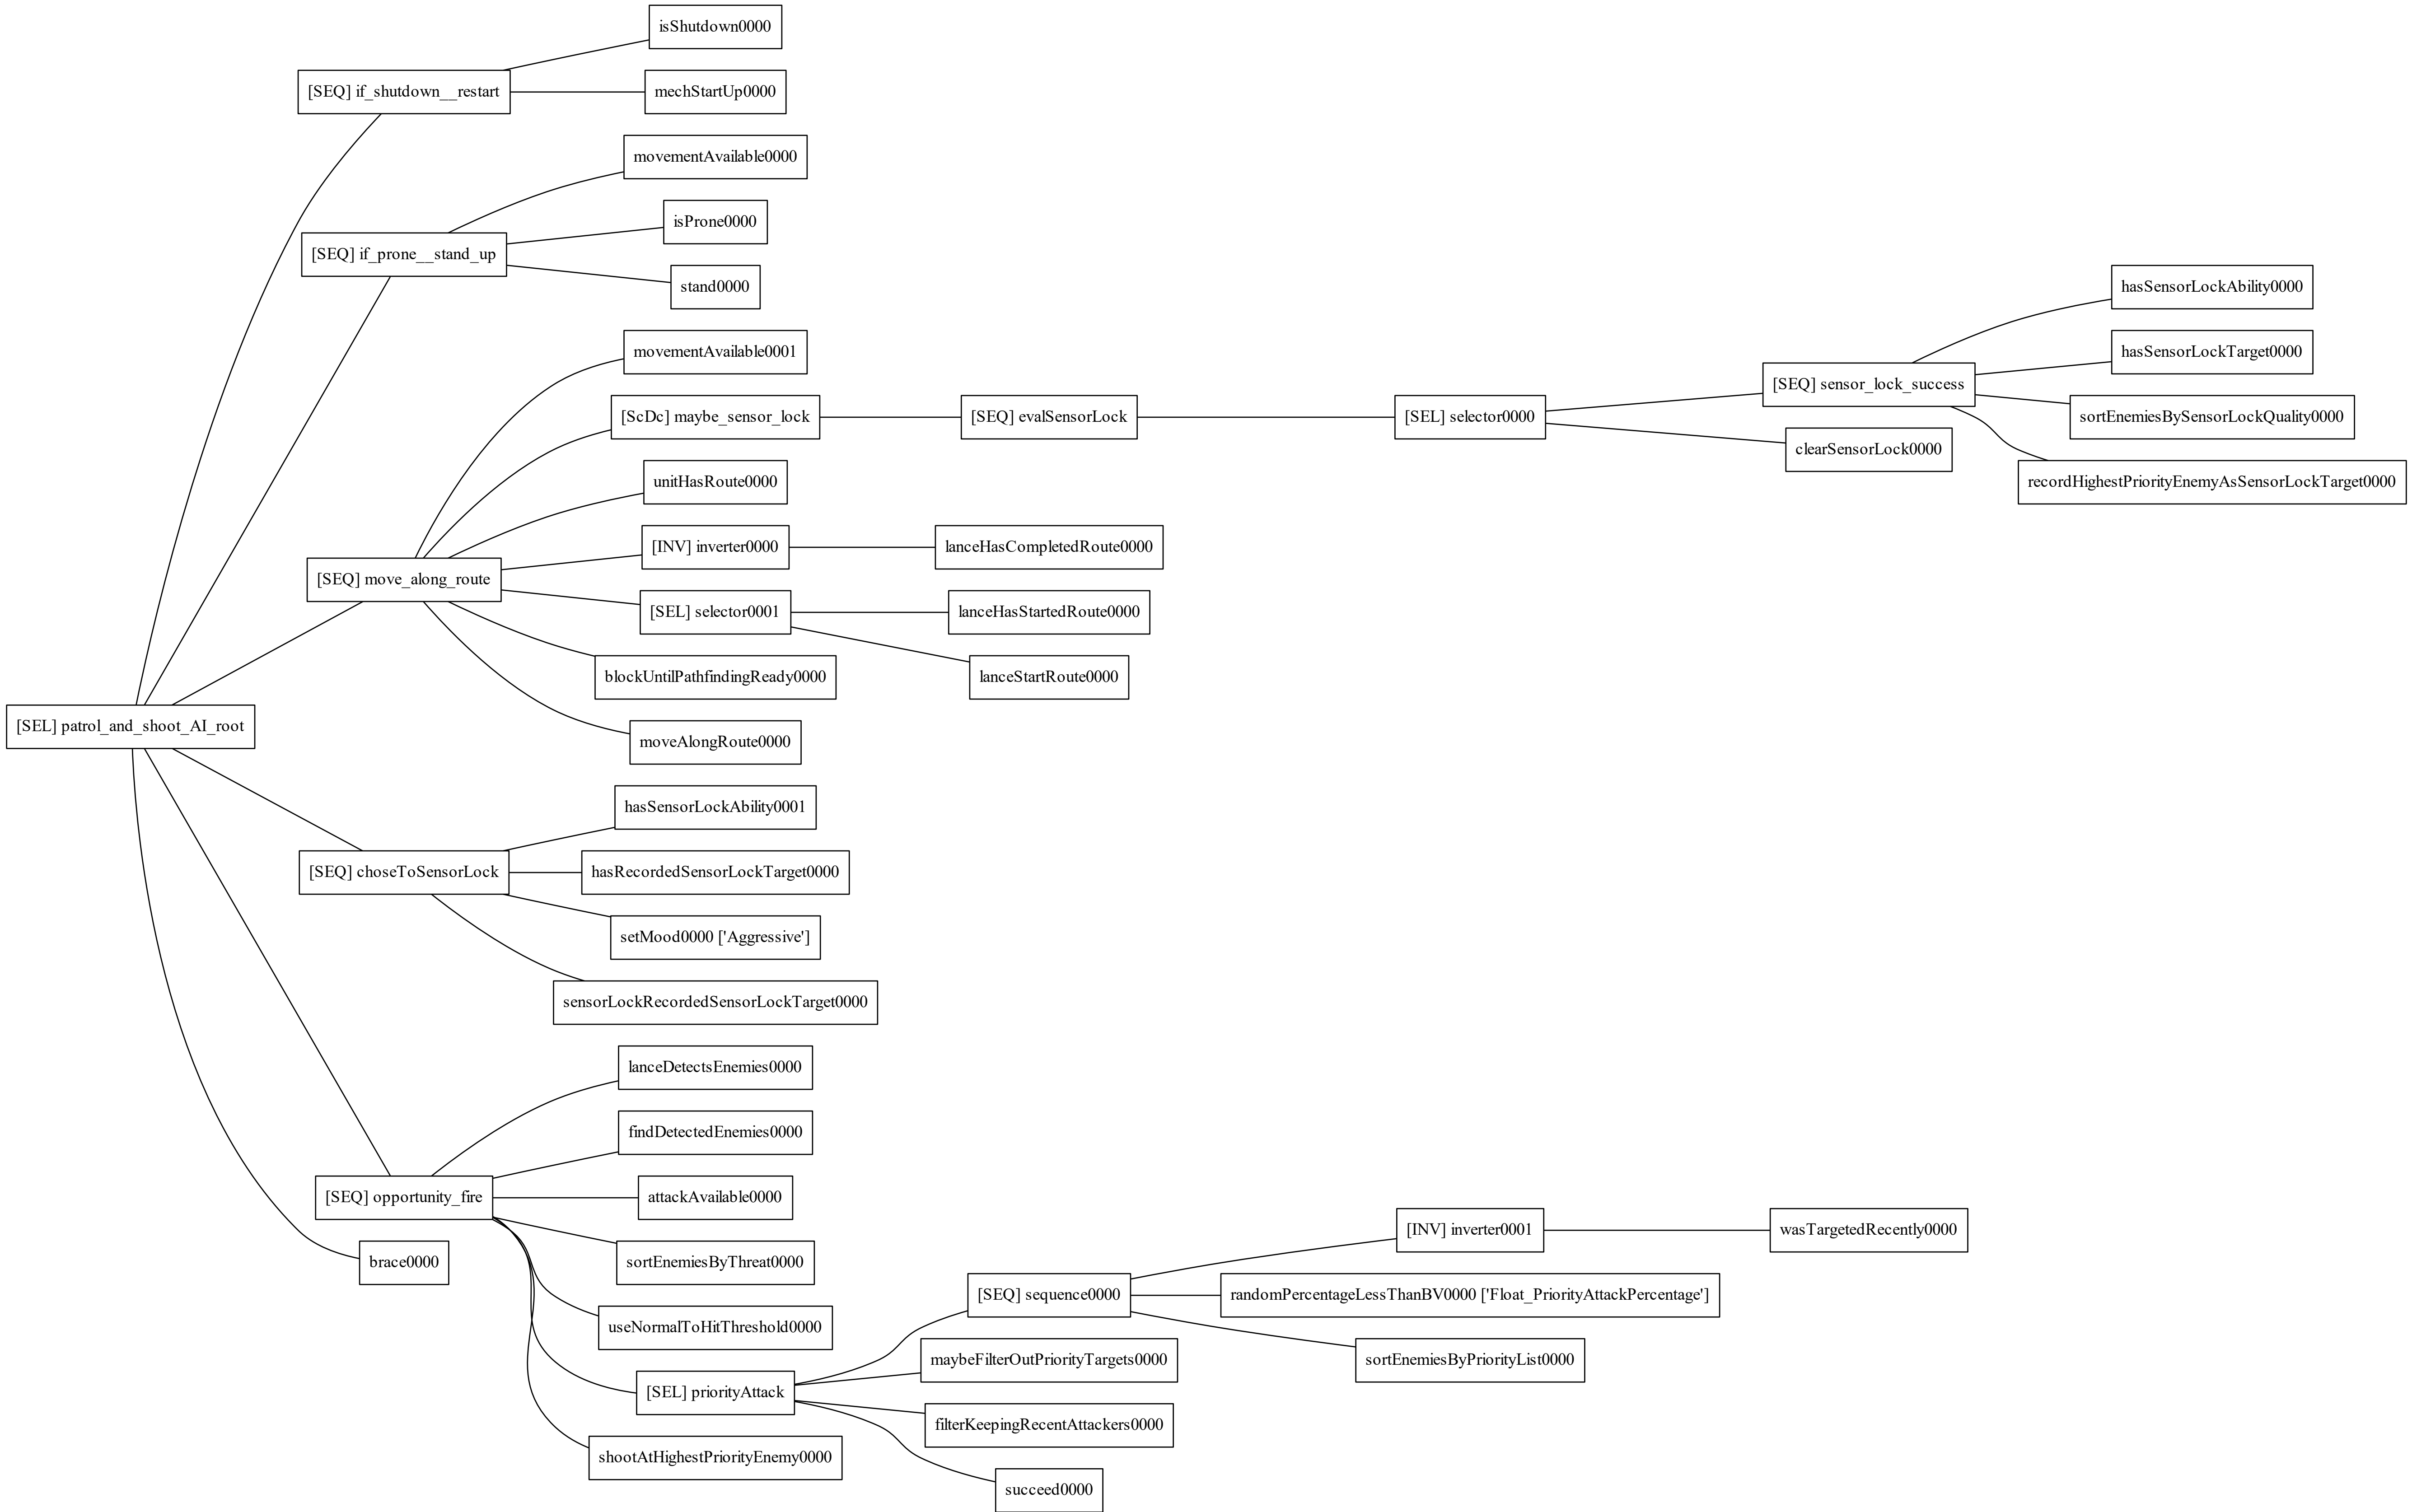 isShutdown0000
[SEQ] if_shutdown__restart
mechStartUp0000
movementAvailable0000
isProne0000
[SEQ] if_prone__stand_up
stand0000
hasSensorLockAbility0000
movementAvailable0001
hasSensorLockTarget0000
[SEQ] sensor_lock_success
[ScDc] maybe_sensor_lock
[SEQ] evalSensorLock
[SEL] selector0000
sortEnemiesBySensorLockQuality0000
clearSensorLock0000
unitHasRoute0000
recordHighestPriorityEnemyAsSensorLockTarget0000
[INV] inverter0000
lanceHasCompletedRoute0000
[SEQ] move_along_route
[SEL] selector0001
lanceHasStartedRoute0000
blockUntilPathfindingReady0000
lanceStartRoute0000
[SEL] patrol_and_shoot_AI_root
moveAlongRoute0000
hasSensorLockAbility0001
[SEQ] choseToSensorLock
hasRecordedSensorLockTarget0000
setMood0000 ['Aggressive']
sensorLockRecordedSensorLockTarget0000
lanceDetectsEnemies0000
findDetectedEnemies0000
[SEQ] opportunity_fire
attackAvailable0000
[INV] inverter0001
wasTargetedRecently0000
brace0000
sortEnemiesByThreat0000
[SEQ] sequence0000
randomPercentageLessThanBV0000 ['Float_PriorityAttackPercentage']
useNormalToHitThreshold0000
maybeFilterOutPriorityTargets0000
sortEnemiesByPriorityList0000
[SEL] priorityAttack
filterKeepingRecentAttackers0000
shootAtHighestPriorityEnemy0000
succeed0000